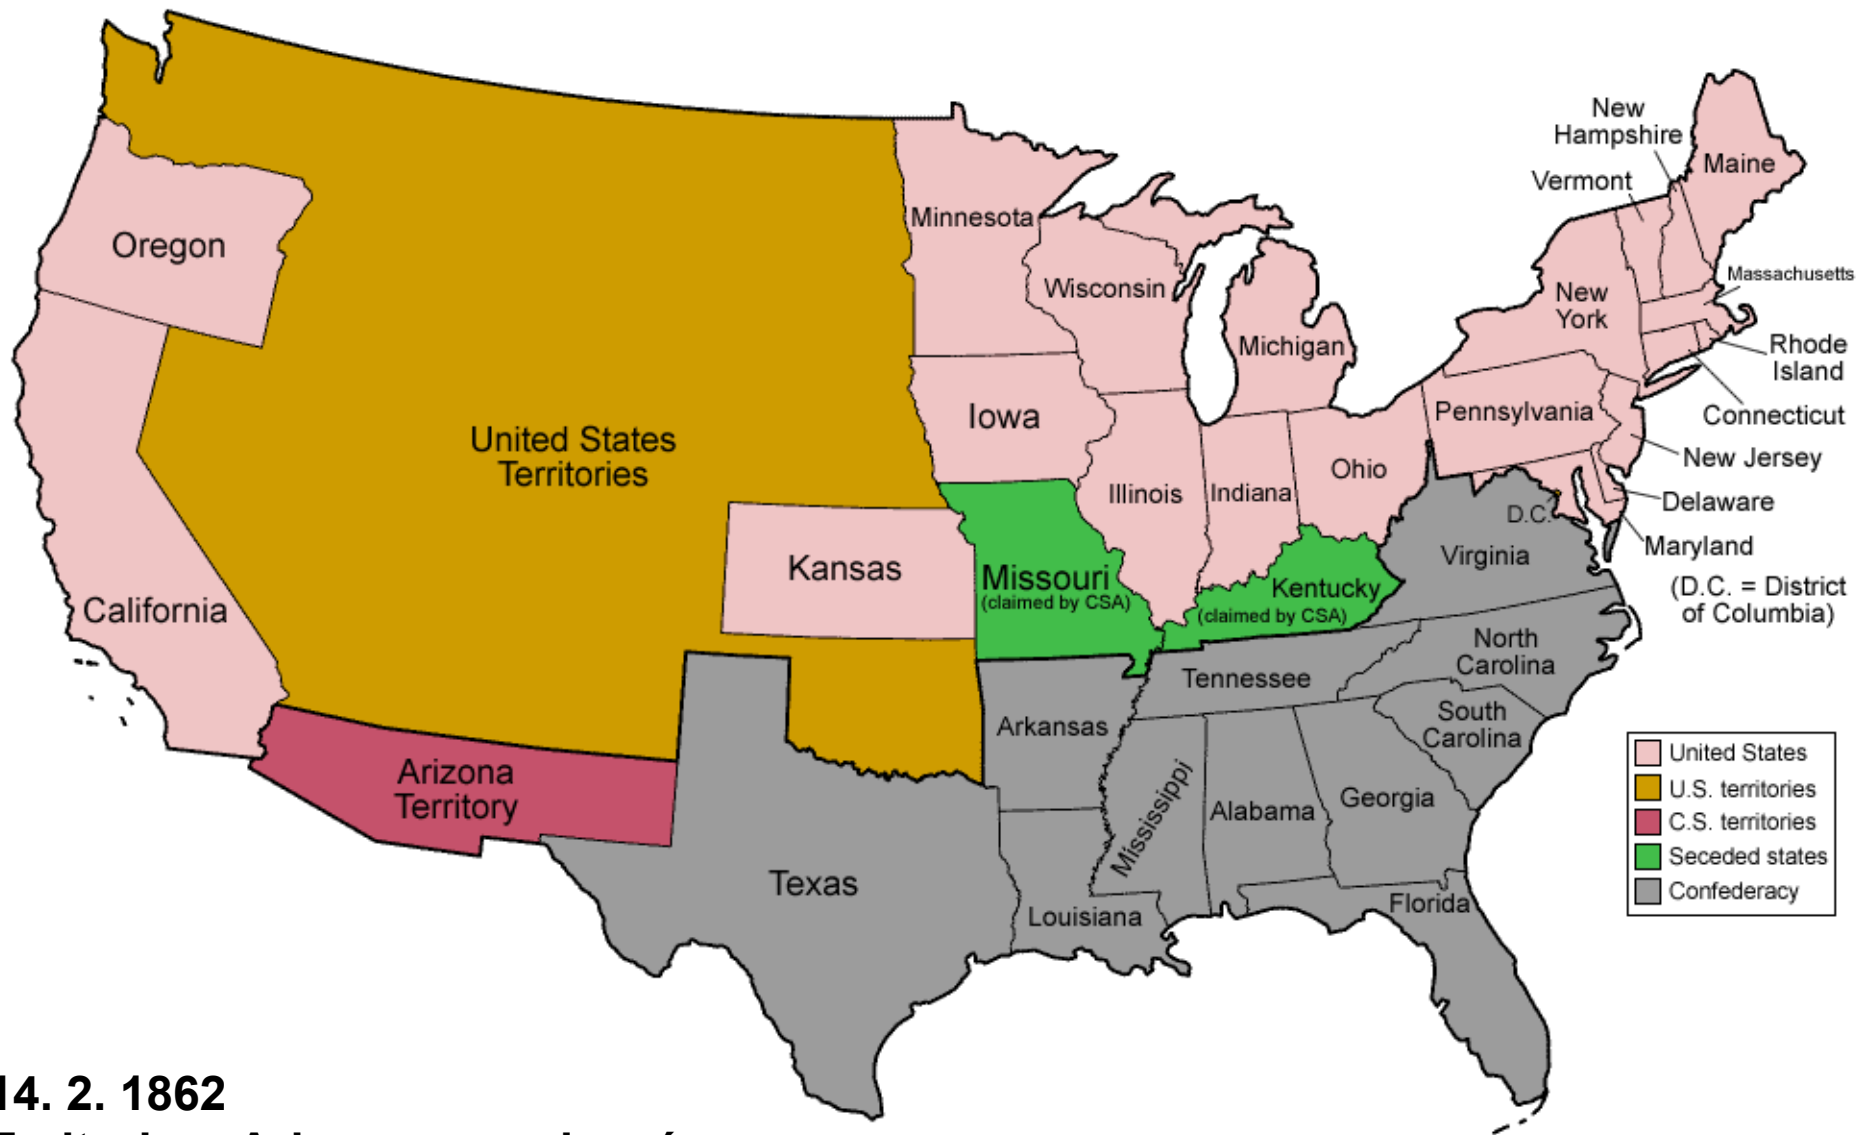 New
Hampshire
Maine
Vermont
Minnesota
Oregon
Massachusetts
Wisconsin
New
York
Michigan
Rhode
Island
Iowa
Pennsylvania
Connecticut
United States
Territories
New Jersey
Ohio
Illinois
Indiana
Delaware
D.C.
Maryland
Virginia
Kansas
Missouri
(claimed by CSA)
Kentucky
(claimed by CSA)
(D.C. = District
of Columbia)
California
North
Carolina
Tennessee
South
Carolina
Arkansas
Arizona
Territory
Mississippi
Alabama
Georgia
Texas
Louisiana
Florida
United States
U.S. territories
C.S. territories
Seceded states
Confederacy
14. 2. 1862